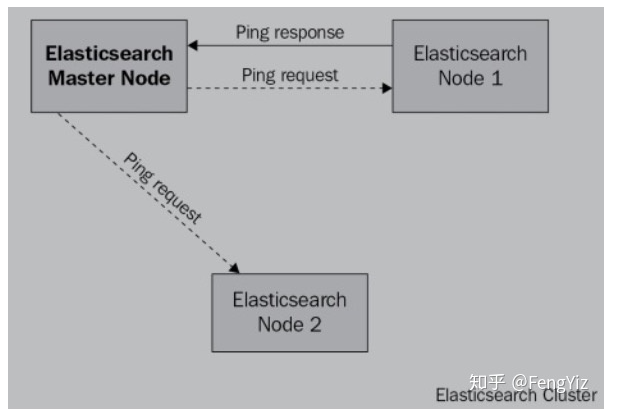 Elasticsearch
Master Node
Ping response
Ping request
Elasticsearch
Node 1
Ping request
Elasticsearch
Node 2
知乎 @FengYiz
Elasticsearch Cluster